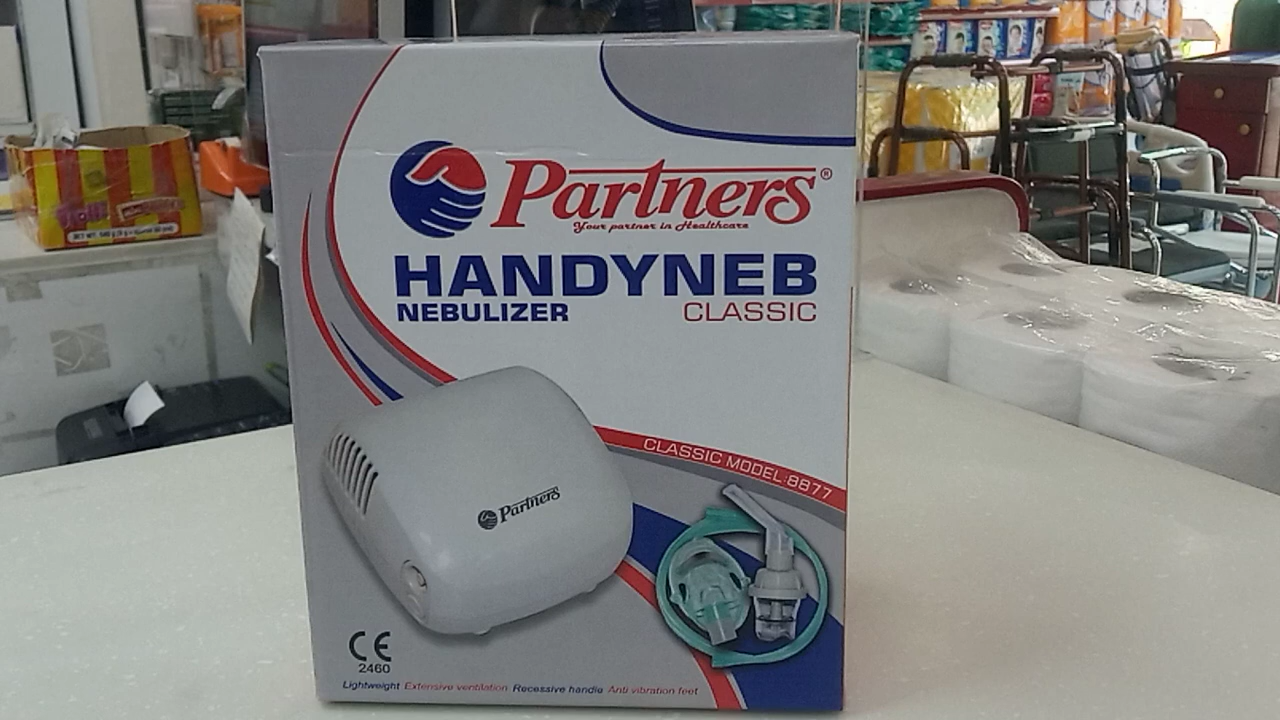 Partners®
Your partner in Healthcare
HANDYNEB
NEBULIZER CLASSIC
CLASSIC MODEL:8877
Partners
CE
2460
Lightweight Extensive ventilation Recessive handle Anti vibration feet